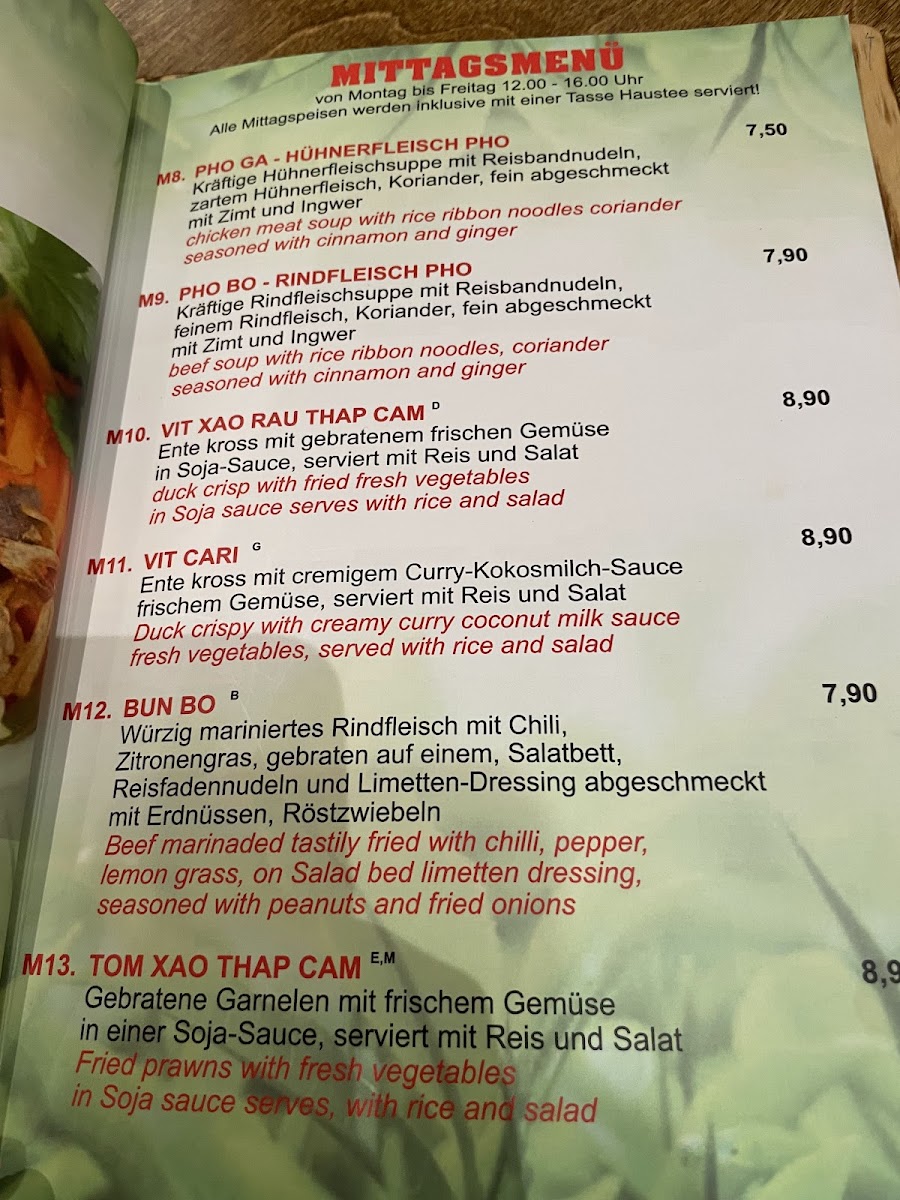 MITTAGSMENÜ
von Montag bis Freitag 12.00 - 16.00 Uhr
Alle Mittagspeisen werden inklusive mit einer Tasse Haustee serviert!
M8. PHO GA - HÜHNERFLEISCH PHO 7,50
Kräftige Hühnerfleischsuppe mit Reisbandnudeln,
zartem Hühnerfleisch, Koriander, fein abgeschmeckt
mit Zimt und Ingwer
chicken meat soup with rice ribbon noodles coriander
seasoned with cinnamon and ginger
M9. PHO BO - RINDFLEISCH PHO 7,90
Kräftige Rindfleischsuppe mit Reisbandnudeln,
feinem Rindfleisch, Koriander, fein abgeschmeckt
mit Zimt und Ingwer
beef soup with rice ribbon noodles, coriander
seasoned with cinnamon and ginger
M10. VIT XAO RAU THAP CAM D 8,90
Ente kross mit gebratenem frischen Gemüse
in Soja-Sauce, serviert mit Reis und Salat
duck crisp with fried fresh vegetables
in Soja sauce serves with rice and salad
M11. VIT CARI G 8,90
Ente kross mit cremigem Curry-Kokosmilch-Sauce
frischem Gemüse, serviert mit Reis und Salat
Duck crispy with creamy curry coconut milk sauce
fresh vegetables, served with rice and salad
M12. BUN BO B 7,90
Würzig mariniertes Rindfleisch mit Chili,
Zitronengras, gebraten auf einem, Salatbett,
Reisfadennudeln und Limetten-Dressing abgeschmeckt
mit Erdnüssen, Röstzwiebeln
Beef marinaded tastily fried with chilli, pepper,
lemon grass, on Salad bed limetten dressing,
seasoned with peanuts and fried onions
M13. TOM XAO THAP CAM E,M 8,9
Gebratene Garnelen mit frischem Gemüse
in einer Soja-Sauce, serviert mit Reis und Salat
Fried prawns with fresh vegetables
in Soja sauce serves, with rice and salad